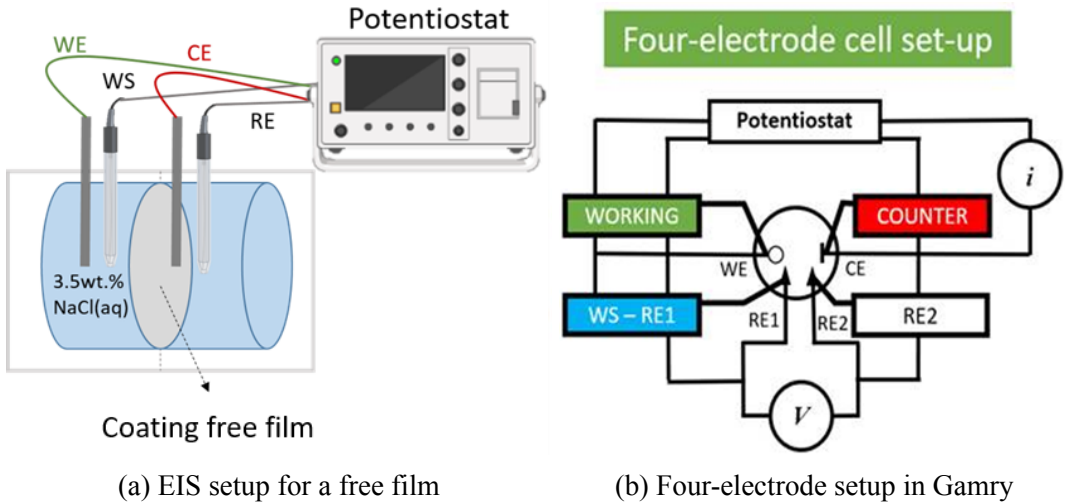 Potentiostat
WE
CE
WS
RE
3.5wt.%
NaCl(aq)
Coating free film
(a) EIS setup for a free film
Four-electrode cell set-up
Potentiostat
i
WORKING
COUNTER
WE
CE
WS – RE1
RE1
RE2
RE2
V
(b) Four-electrode setup in Gamry